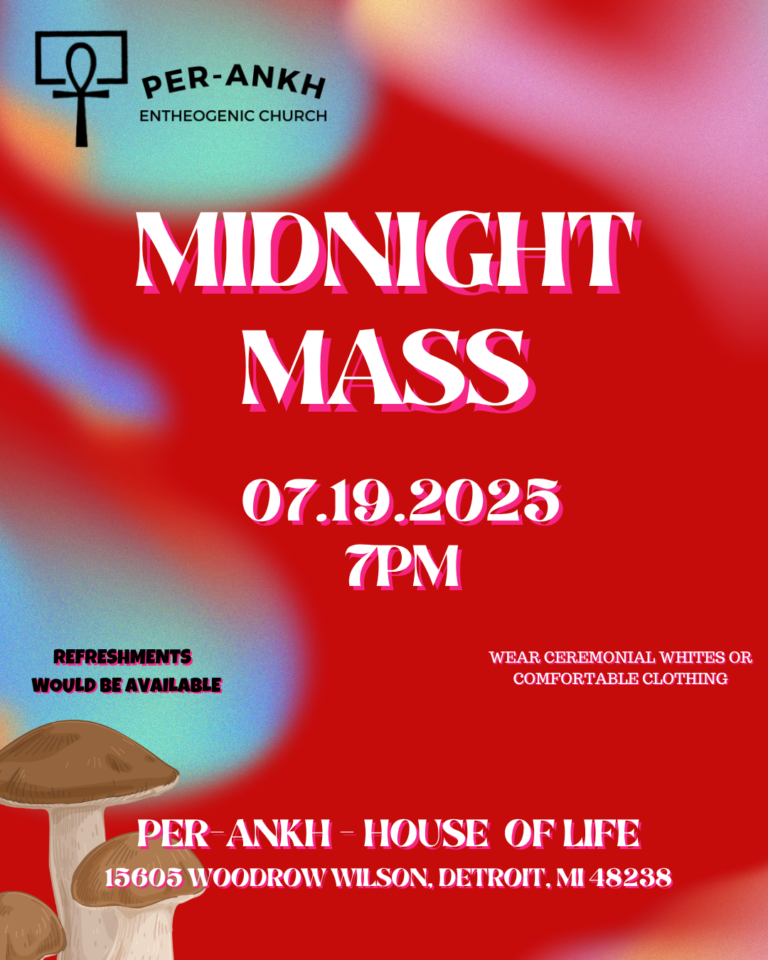 PER-ANKH
ENTHEOGENIC CHURCH
MIDNIGHT
MASS
07.19.2025
7PM
REFRESHMENTS
WOULD BE AVAILABLE
WEAR CEREMONIAL WHITES OR
COMFORTABLE CLOTHING
PER-ANKH - HOUSE OF LIFE
15605 WOODROW WILSON, DETROIT, MI 48238